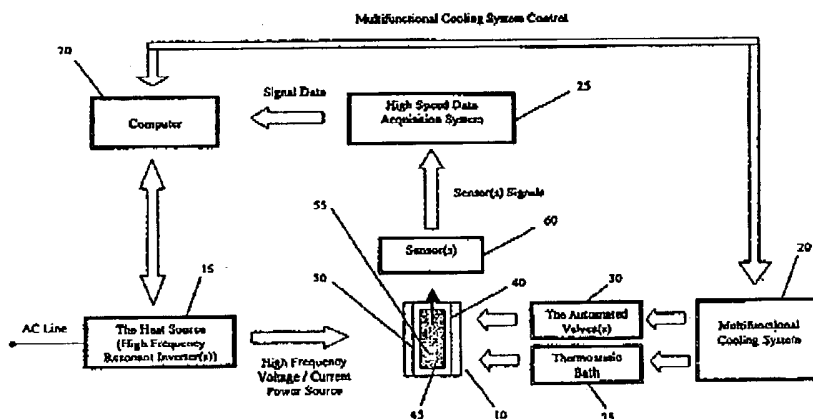 Multifunctional Cooling System Control
70
Computer
Signal Data
High Speed Data
Acquisition System
25
Sensor(s) Signals
55
50
Sensor(s)
60
40
15
AC Line
The Heat Source
(High Frequency
Resonant Inverter(s))
High Frequency
Voltage / Current
Power Source
45
10
30
The Automated
Valves(s)
Thermostatic
Bath
35
20
Multifunctional
Cooling System